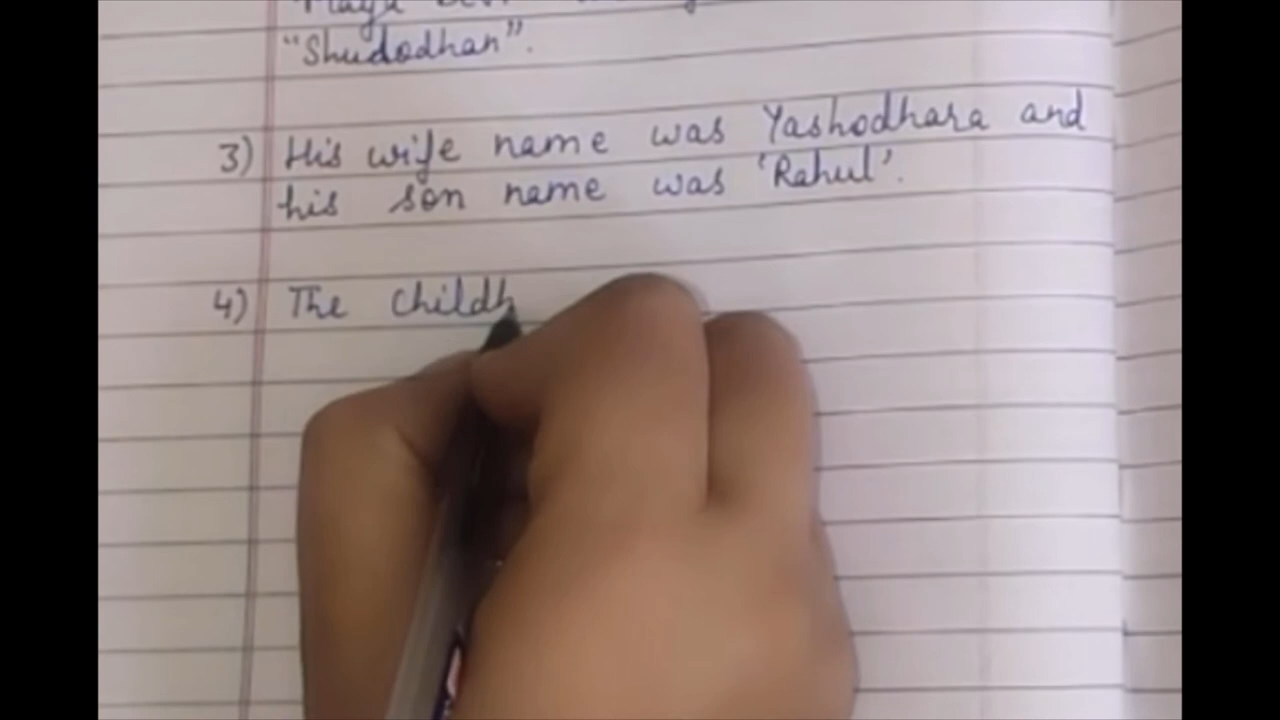 "Shudodhan".
3) His wife name was Yashodhara and
his son name was 'Rahul'.
4) The Childh